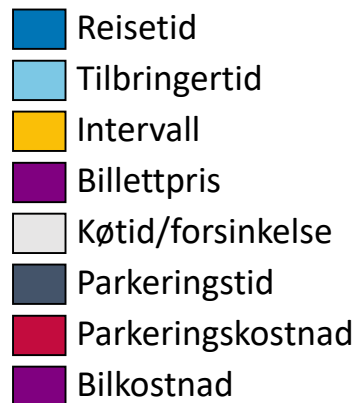 Reisetid
Tilbringertid
Intervall
Billettpris
Køtid/forsinkelse
Parkeringstid
Parkeringskostnad
Bilkostnad